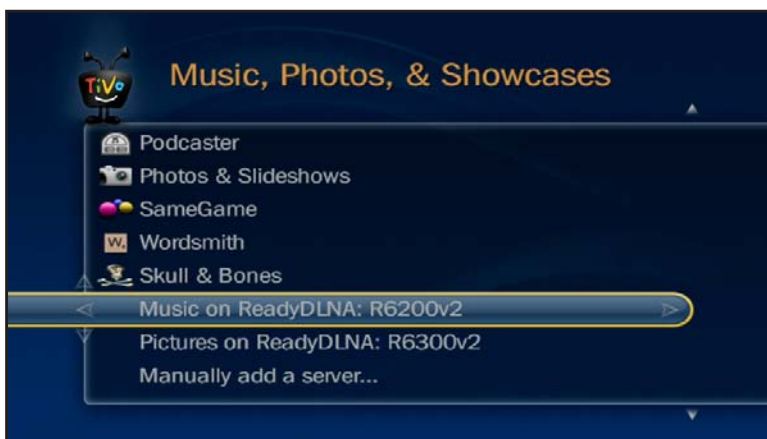 TiVo
Music, Photos, & Showcases
Podcaster
Photos & Slideshows
SameGame
W. Wordsmith
Skull & Bones
Music on ReadyDLNA: R6200v2
Pictures on ReadyDLNA: R6300v2
Manually add a server...